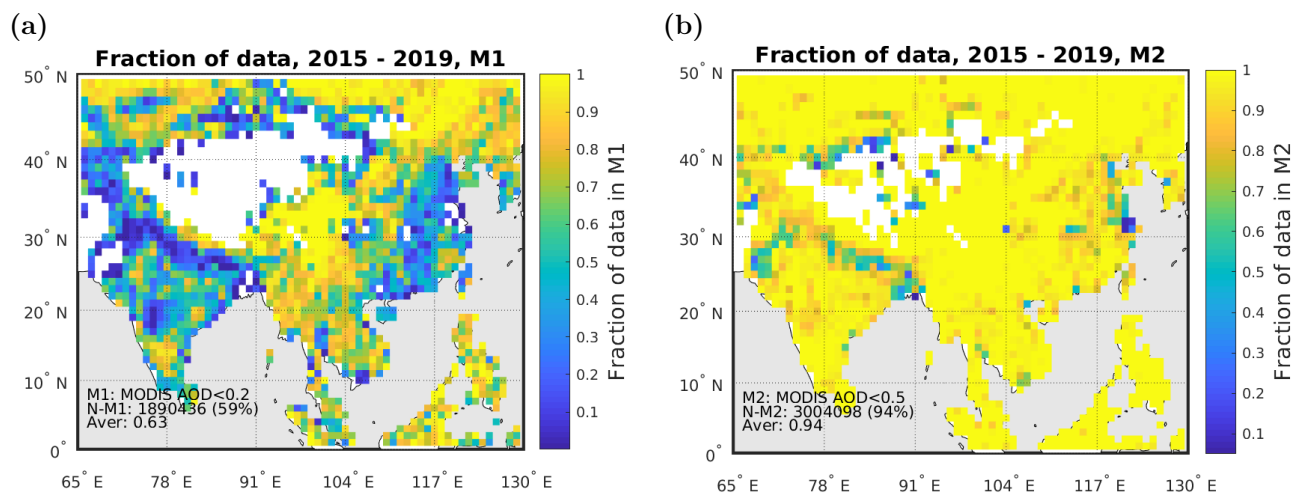 (a)
Fraction of data, 2015 - 2019, M1
50° N
40° N
30° N
20° N
10° N
0°
65° E
78° E
91° E
104° E
117° E
130° E
M1: MODIS AOD<0.2
N-M1: 1890436 (59%)
Aver: 0.63
1
0.9
0.8
0.7
0.6
0.5
0.4
0.3
0.2
0.1
Fraction of data in M1
(b)
Fraction of data, 2015 - 2019, M2
50° N
40° N
30° N
20° N
10° N
0°
65° E
78° E
91° E
104° E
117° E
130° E
M2: MODIS AOD<0.5
N-M2: 3004098 (94%)
Aver: 0.94
1
0.9
0.8
0.7
0.6
0.5
0.4
0.3
0.2
0.1
Fraction of data in M2